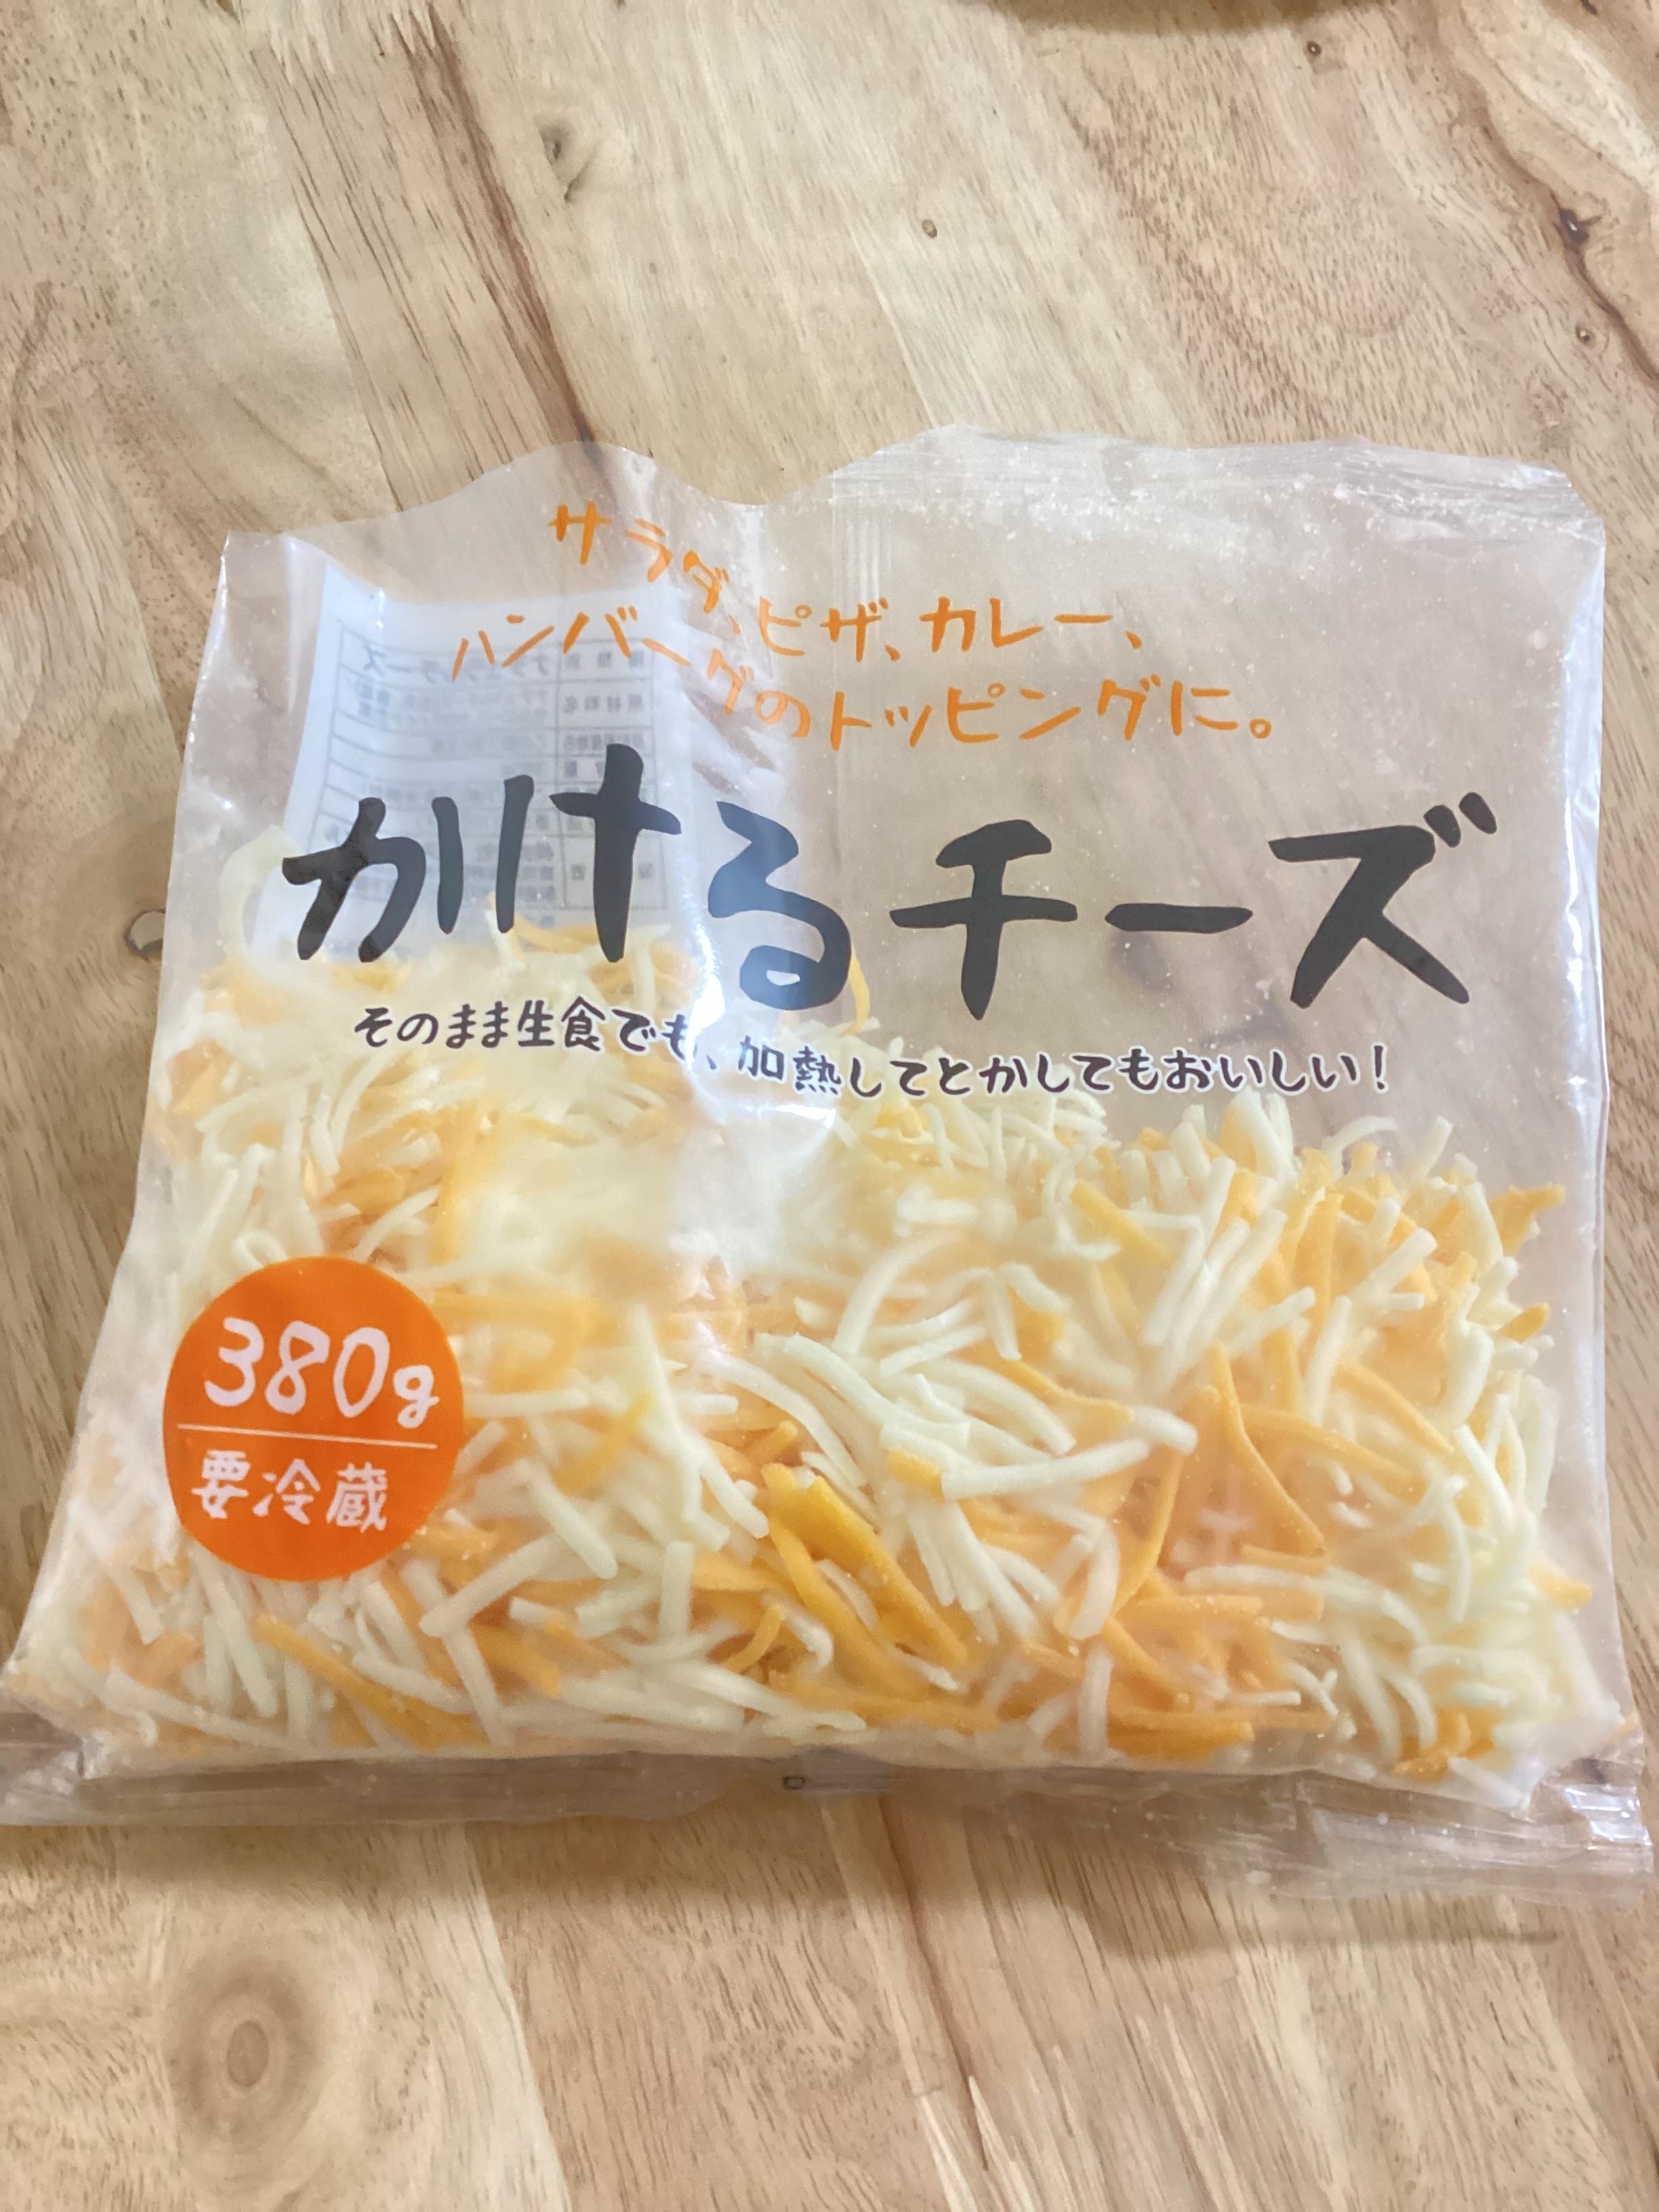 サラダ、ピザ、カレー、
ハンバーグのトッピングに。
かけるチーズ
そのまま生食でも、加熱してとかしてもおいしい！
380g
要冷蔵